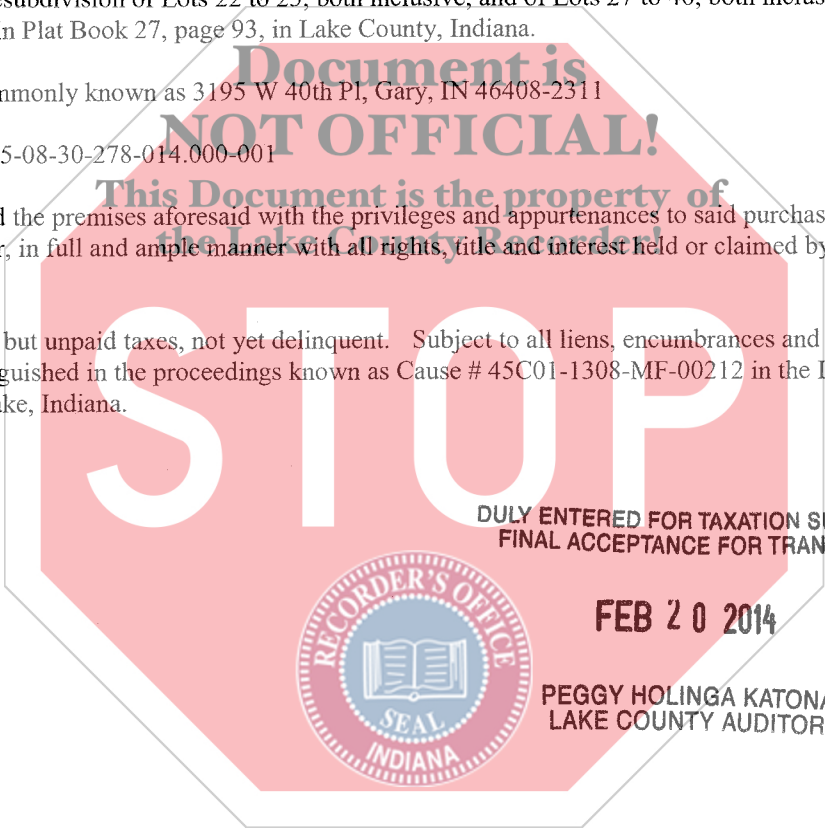 esubdivision of Lots 22 to 25, both inclusive, and of Lots 27 to 46, both inclus
n Plat Book 27, page 93, in Lake County, Indiana.
Document is
mmonly known as 3195 W 40th Pl, Gary, IN 46408-2311
NOT OFFICIAL!
5-08-30-278-014.000-001
This Document is the property of
d the premises aforesaid with the privileges and appurtenances to said purchas
the Lake County Recorder!
r, in full and ample manner with all rights, title and interest held or claimed by
but unpaid taxes, not yet delinquent. Subject to all liens, encumbrances and
guished in the proceedings known as Cause # 45C01-1308-MF-00212 in the L
ke, Indiana.
STOP
DULY ENTERED FOR TAXATION SU
FINAL ACCEPTANCE FOR TRAN
FEB 20 2014
PEGGY HOLINGA KATONA
LAKE COUNTY AUDITOR
RECORDER'S OFFICE
SEAL
INDIANA